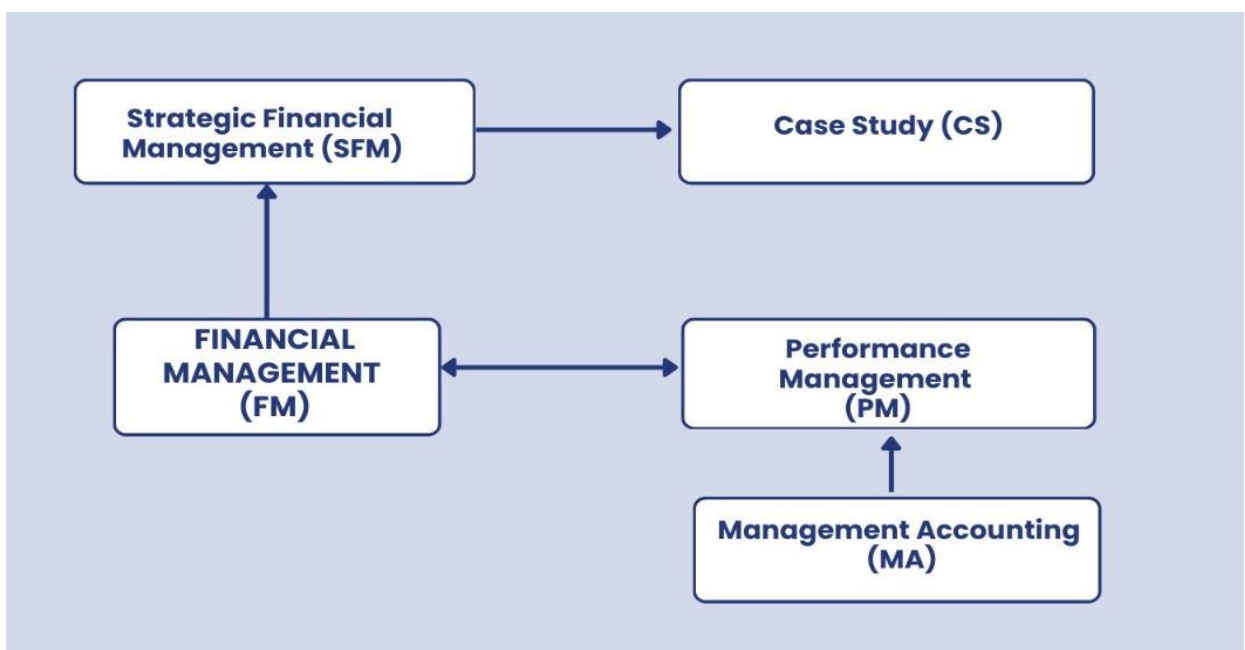 Strategic Financial
Management (SFM)
Case Study (CS)
FINANCIAL
MANAGEMENT
(FM)
Performance
Management
(PM)
Management Accounting
(MA)